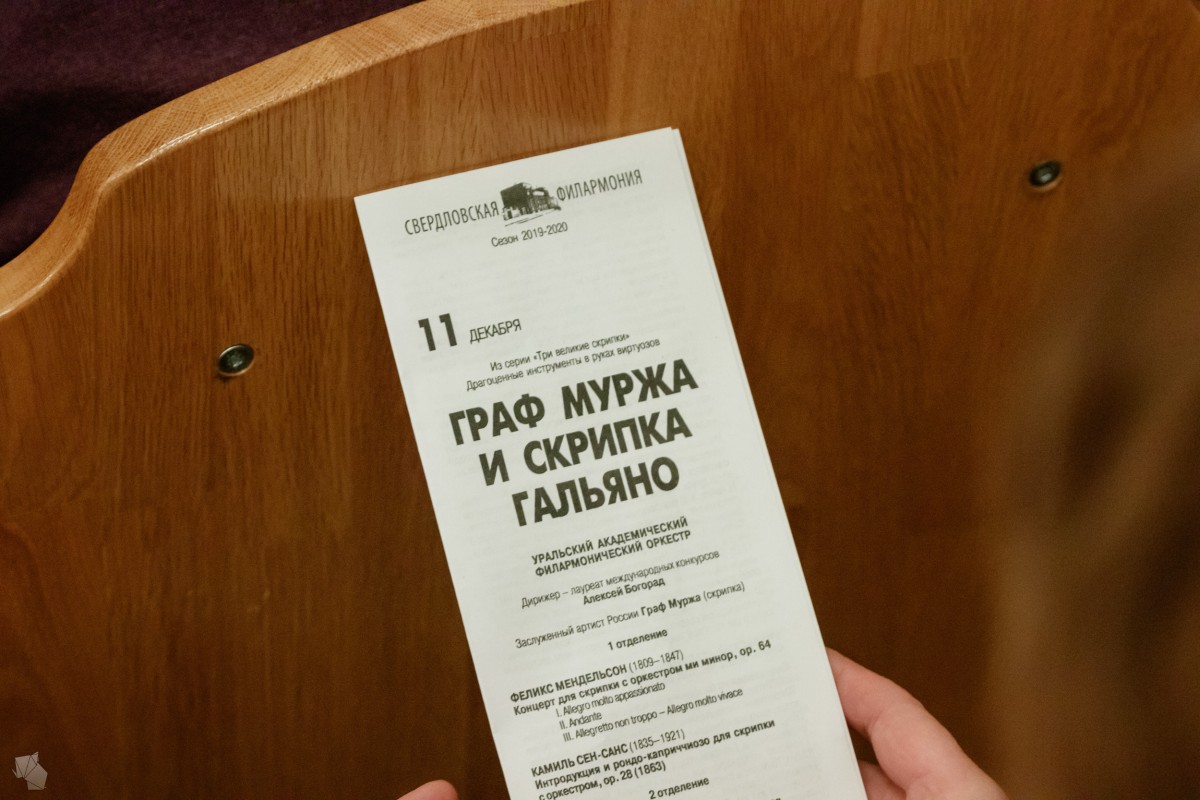 СВЕРДЛОВСКАЯ ФИЛАРМОНИЯ
Сезон 2019-2020
11 ДЕКАБРЯ
Из серии «Три великие скрипки»
Драгоценные инструменты в руках виртуозов
ГРАФ МУРЖА
И СКРИПКА
ГАЛЬЯНО
УРАЛЬСКИЙ АКАДЕМИЧЕСКИЙ
ФИЛАРМОНИЧЕСКИЙ ОРКЕСТР
Дирижер – лауреат международных конкурсов
Алексей Богорад
Заслуженный артист России Граф Муржа (скрипка)
1 отделение
ФЕЛИКС МЕНДЕЛЬСОН (1809–1847)
Концерт для скрипки с оркестром ми минор, ор. 64
I. Allegro molto appassionato
II. Andante
III. Allegretto non troppo – Allegro molto vivace
КАМИЛЬ СЕН-САНС (1835–1921)
Интродукция и рондо-каприччиозо для скрипки
с оркестром, ор. 28 (1863)
2 отделение